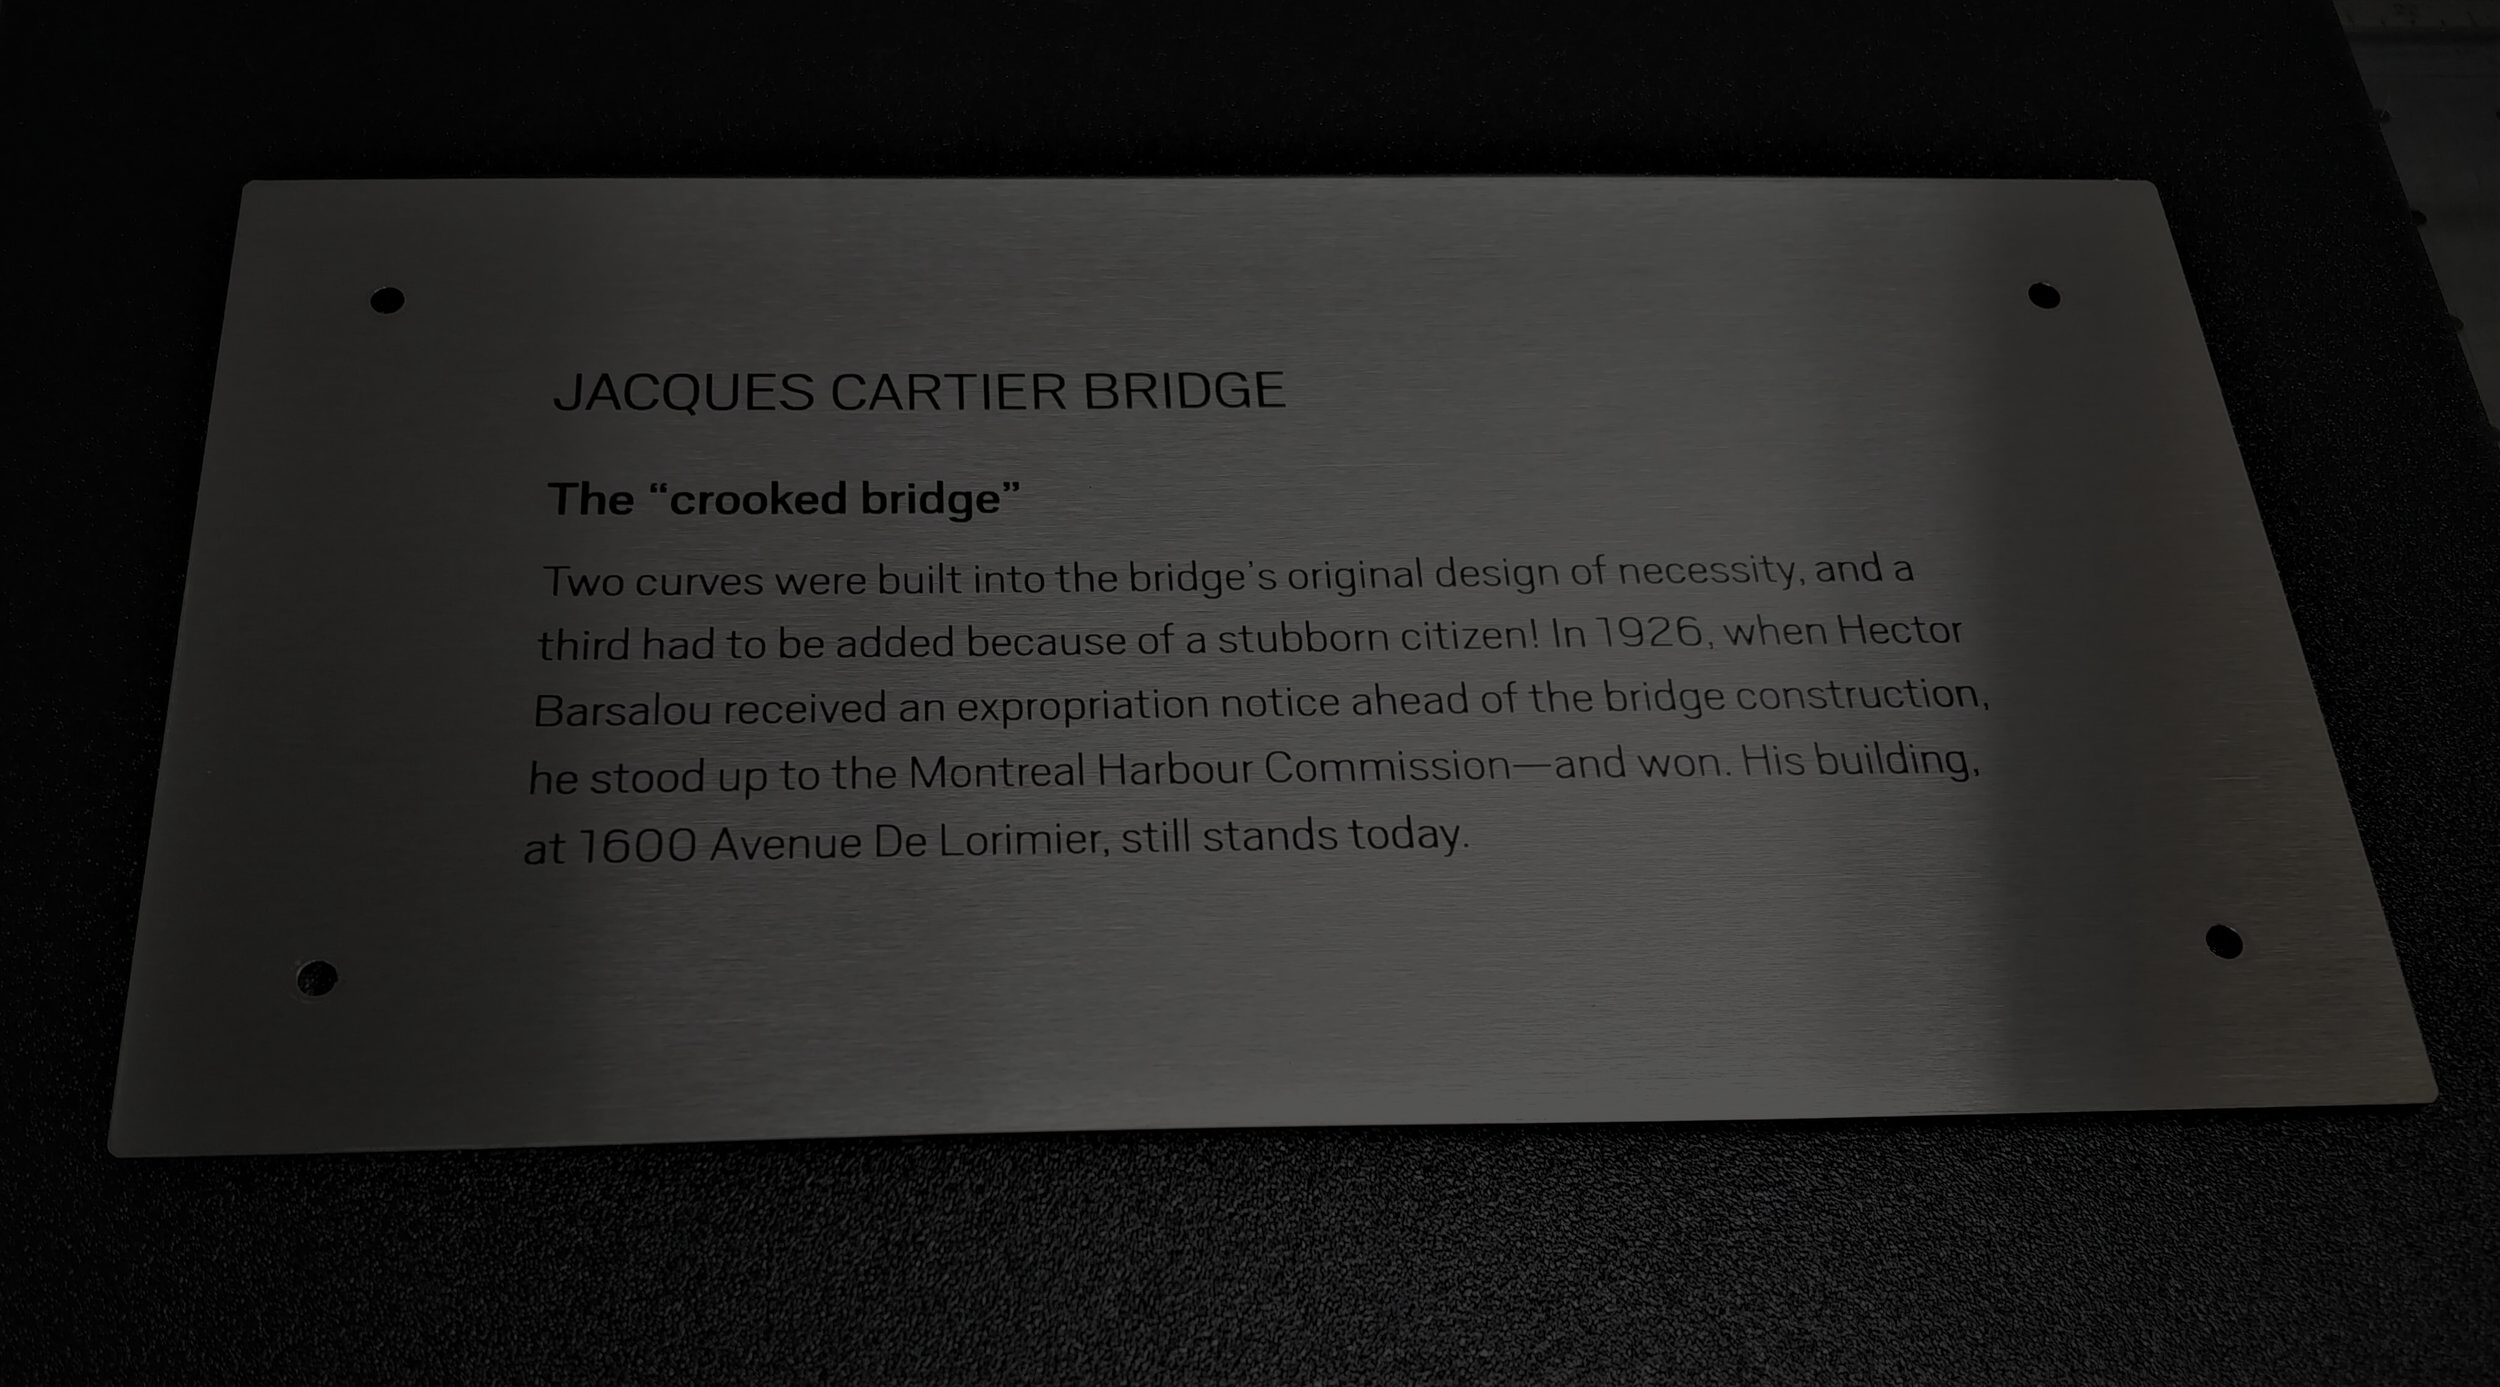 JACQUES CARTIER BRIDGE
The “crooked bridge”
Two curves were built into the bridge’s original design of necessity, and a
third had to be added because of a stubborn citizen! In 1926, when Hector
Barsalou received an expropriation notice ahead of the bridge construction,
he stood up to the Montreal Harbour Commission—and won. His building,
at 1600 Avenue De Lorimier, still stands today.